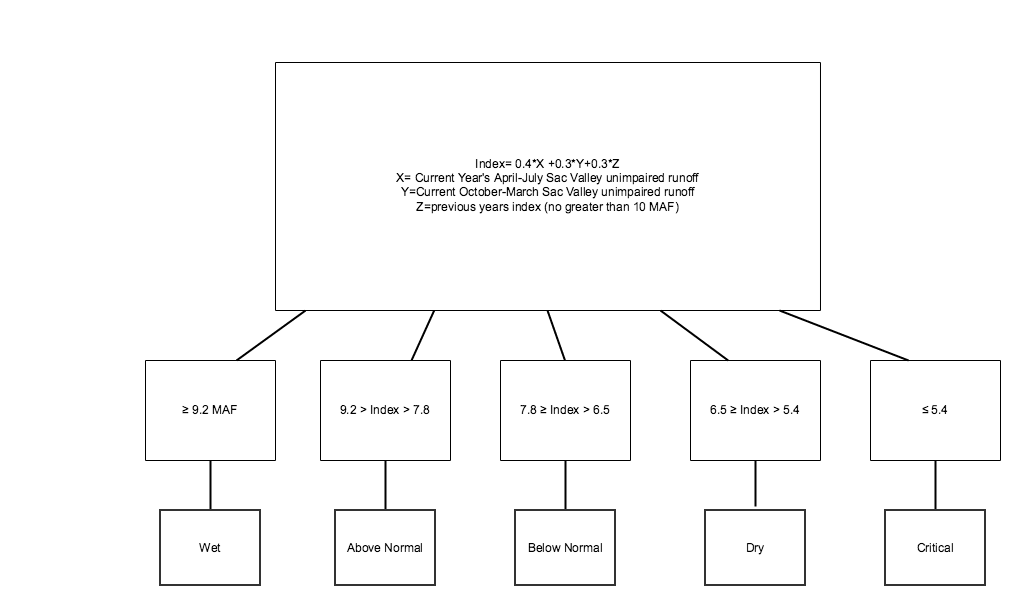 Index= 0.4*X +0.3*Y+0.3*Z
X= Current Year's April-July Sac Valley unimpaired runoff
Y=Current October-March Sac Valley unimpaired runoff
Z=previous years index (no greater than 10 MAF)
≥ 9.2 MAF
9.2 > Index > 7.8
7.8 ≥ Index > 6.5
6.5 ≥ Index > 5.4
≤ 5.4
Wet
Above Normal
Below Normal
Dry
Critical